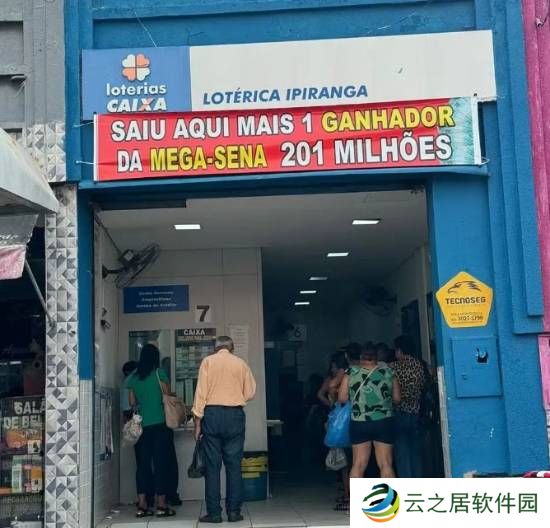 loterias
CAIXA
LOTÉRICA IPIRANGA
SAIU AQUI MAIS 1 GANHADOR
DA MEGA-SENA 201 MILHÕES
TECNOSEG
7
6
CAIXA
云之居软件园